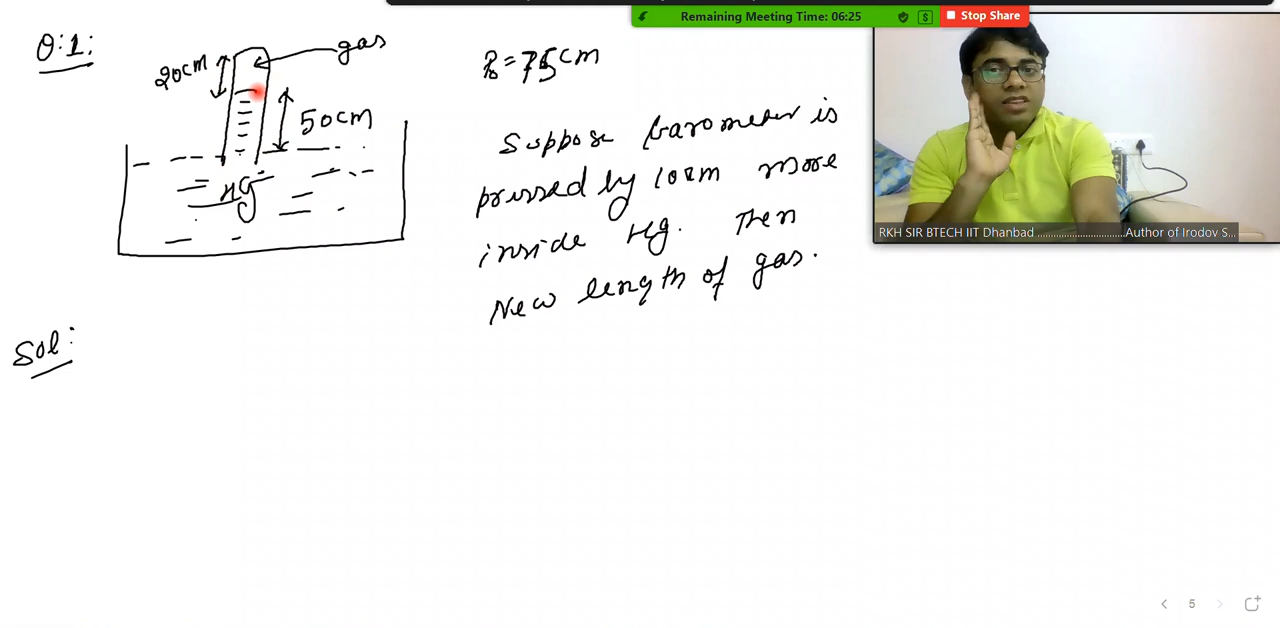 Remaining Meeting Time: 06:25
$
Stop Share
Q:1:
gas
20cm
50cm
Hg
P₀=75cm
Suppose barometer is
pressed by 10cm more
inside Hg. Then
New length of gas.
RKH SIR BTECH IIT Dhanbad ..............................Author of Irodov S...
Sol:
5